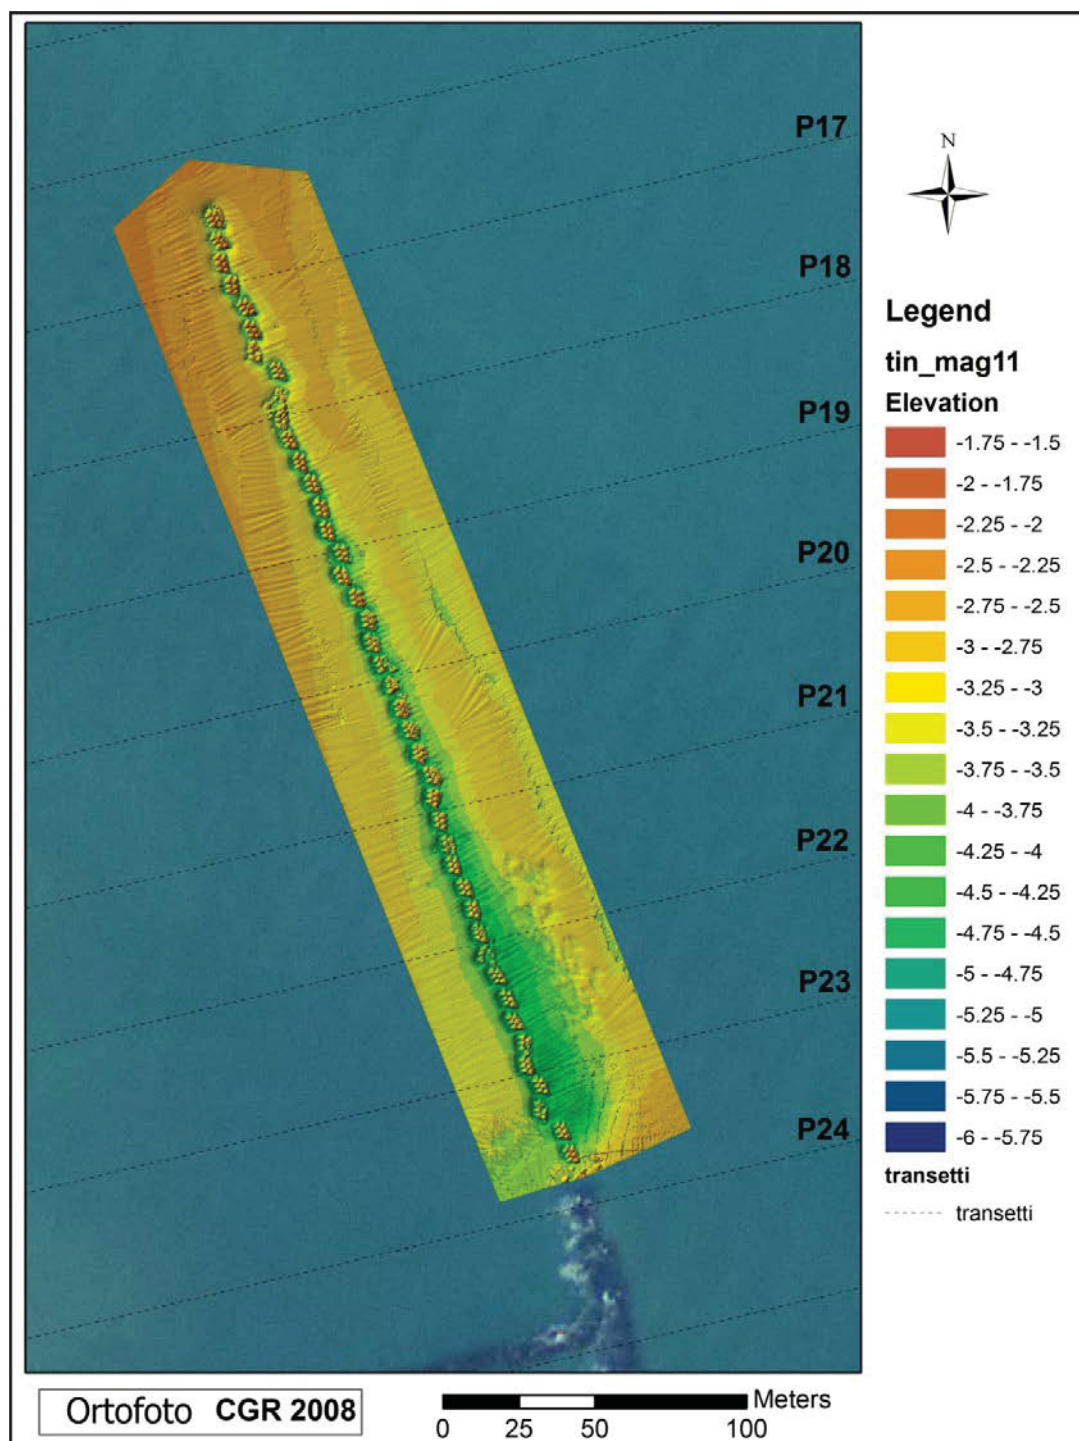 P17
P18
P19
P20
P21
P22
P23
P24
N
Legend
tin_mag11
Elevation
-1.75 - -1.5
-2 - -1.75
-2.25 - -2
-2.5 - -2.25
-2.75 - -2.5
-3 - -2.75
-3.25 - -3
-3.5 - -3.25
-3.75 - -3.5
-4 - -3.75
-4.25 - -4
-4.5 - -4.25
-4.75 - -4.5
-5 - -4.75
-5.25 - -5
-5.5 - -5.25
-5.75 - -5.5
-6 - -5.75
transetti
transetti
Ortofoto CGR 2008
Meters
0 25 50 100